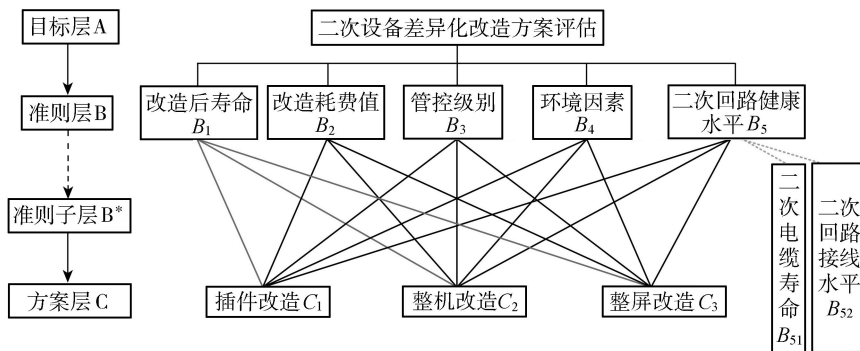 目标层A
二次设备差异化改造方案评估
准则层B
改造后寿命
B₁
改造耗费值
B₂
管控级别
B₃
环境因素
B₄
二次回路健康
水平B₅
准则子层B*
二次电缆寿命
B₅₁
二次
回路
接线
水平
B₅₂
方案层C
插件改造C₁
整机改造C₂
整屏改造C₃